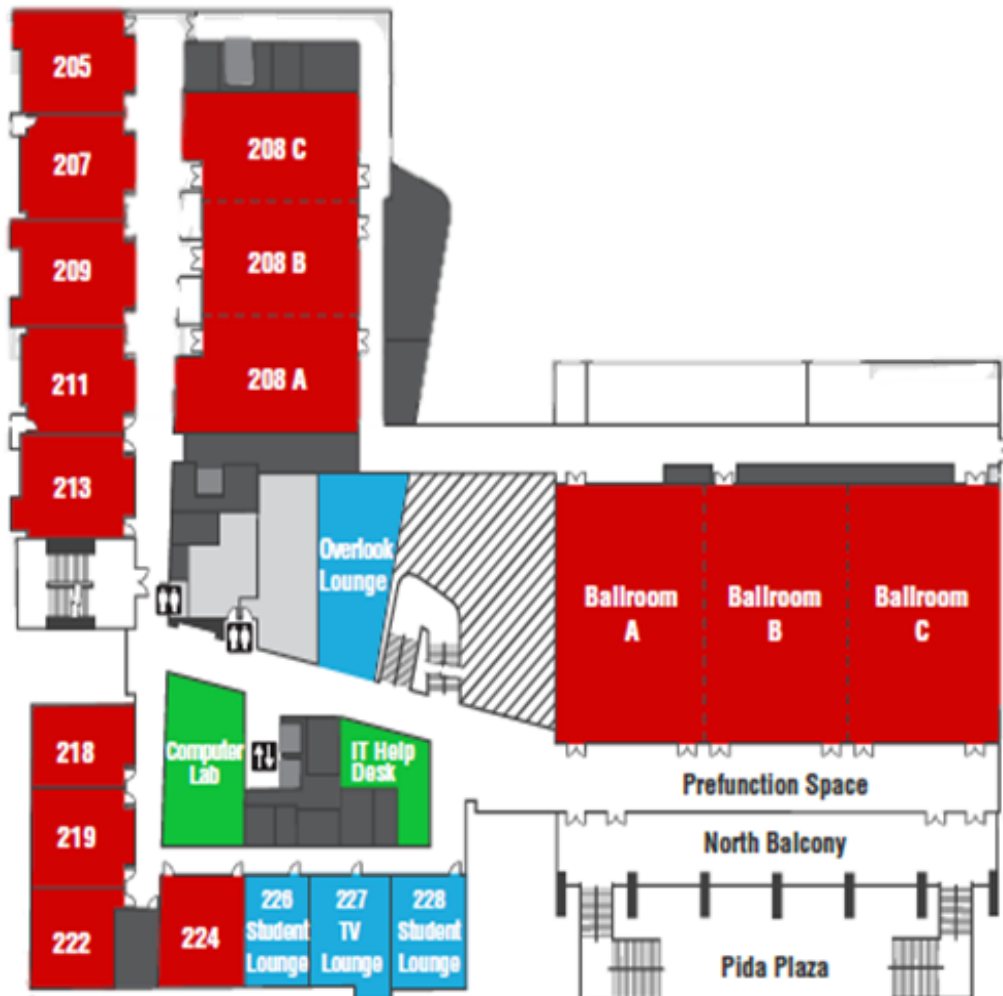 205
207
209
211
213
208 C
208 B
208 A
Overlook
Lounge
Ballroom
A
Ballroom
B
Ballroom
C
218
219
222
224
Computer
Lab
IT Help
Desk
226
Student
Lounge
227
TV
Lounge
228
Student
Lounge
Prefunction Space
North Balcony
Pida Plaza